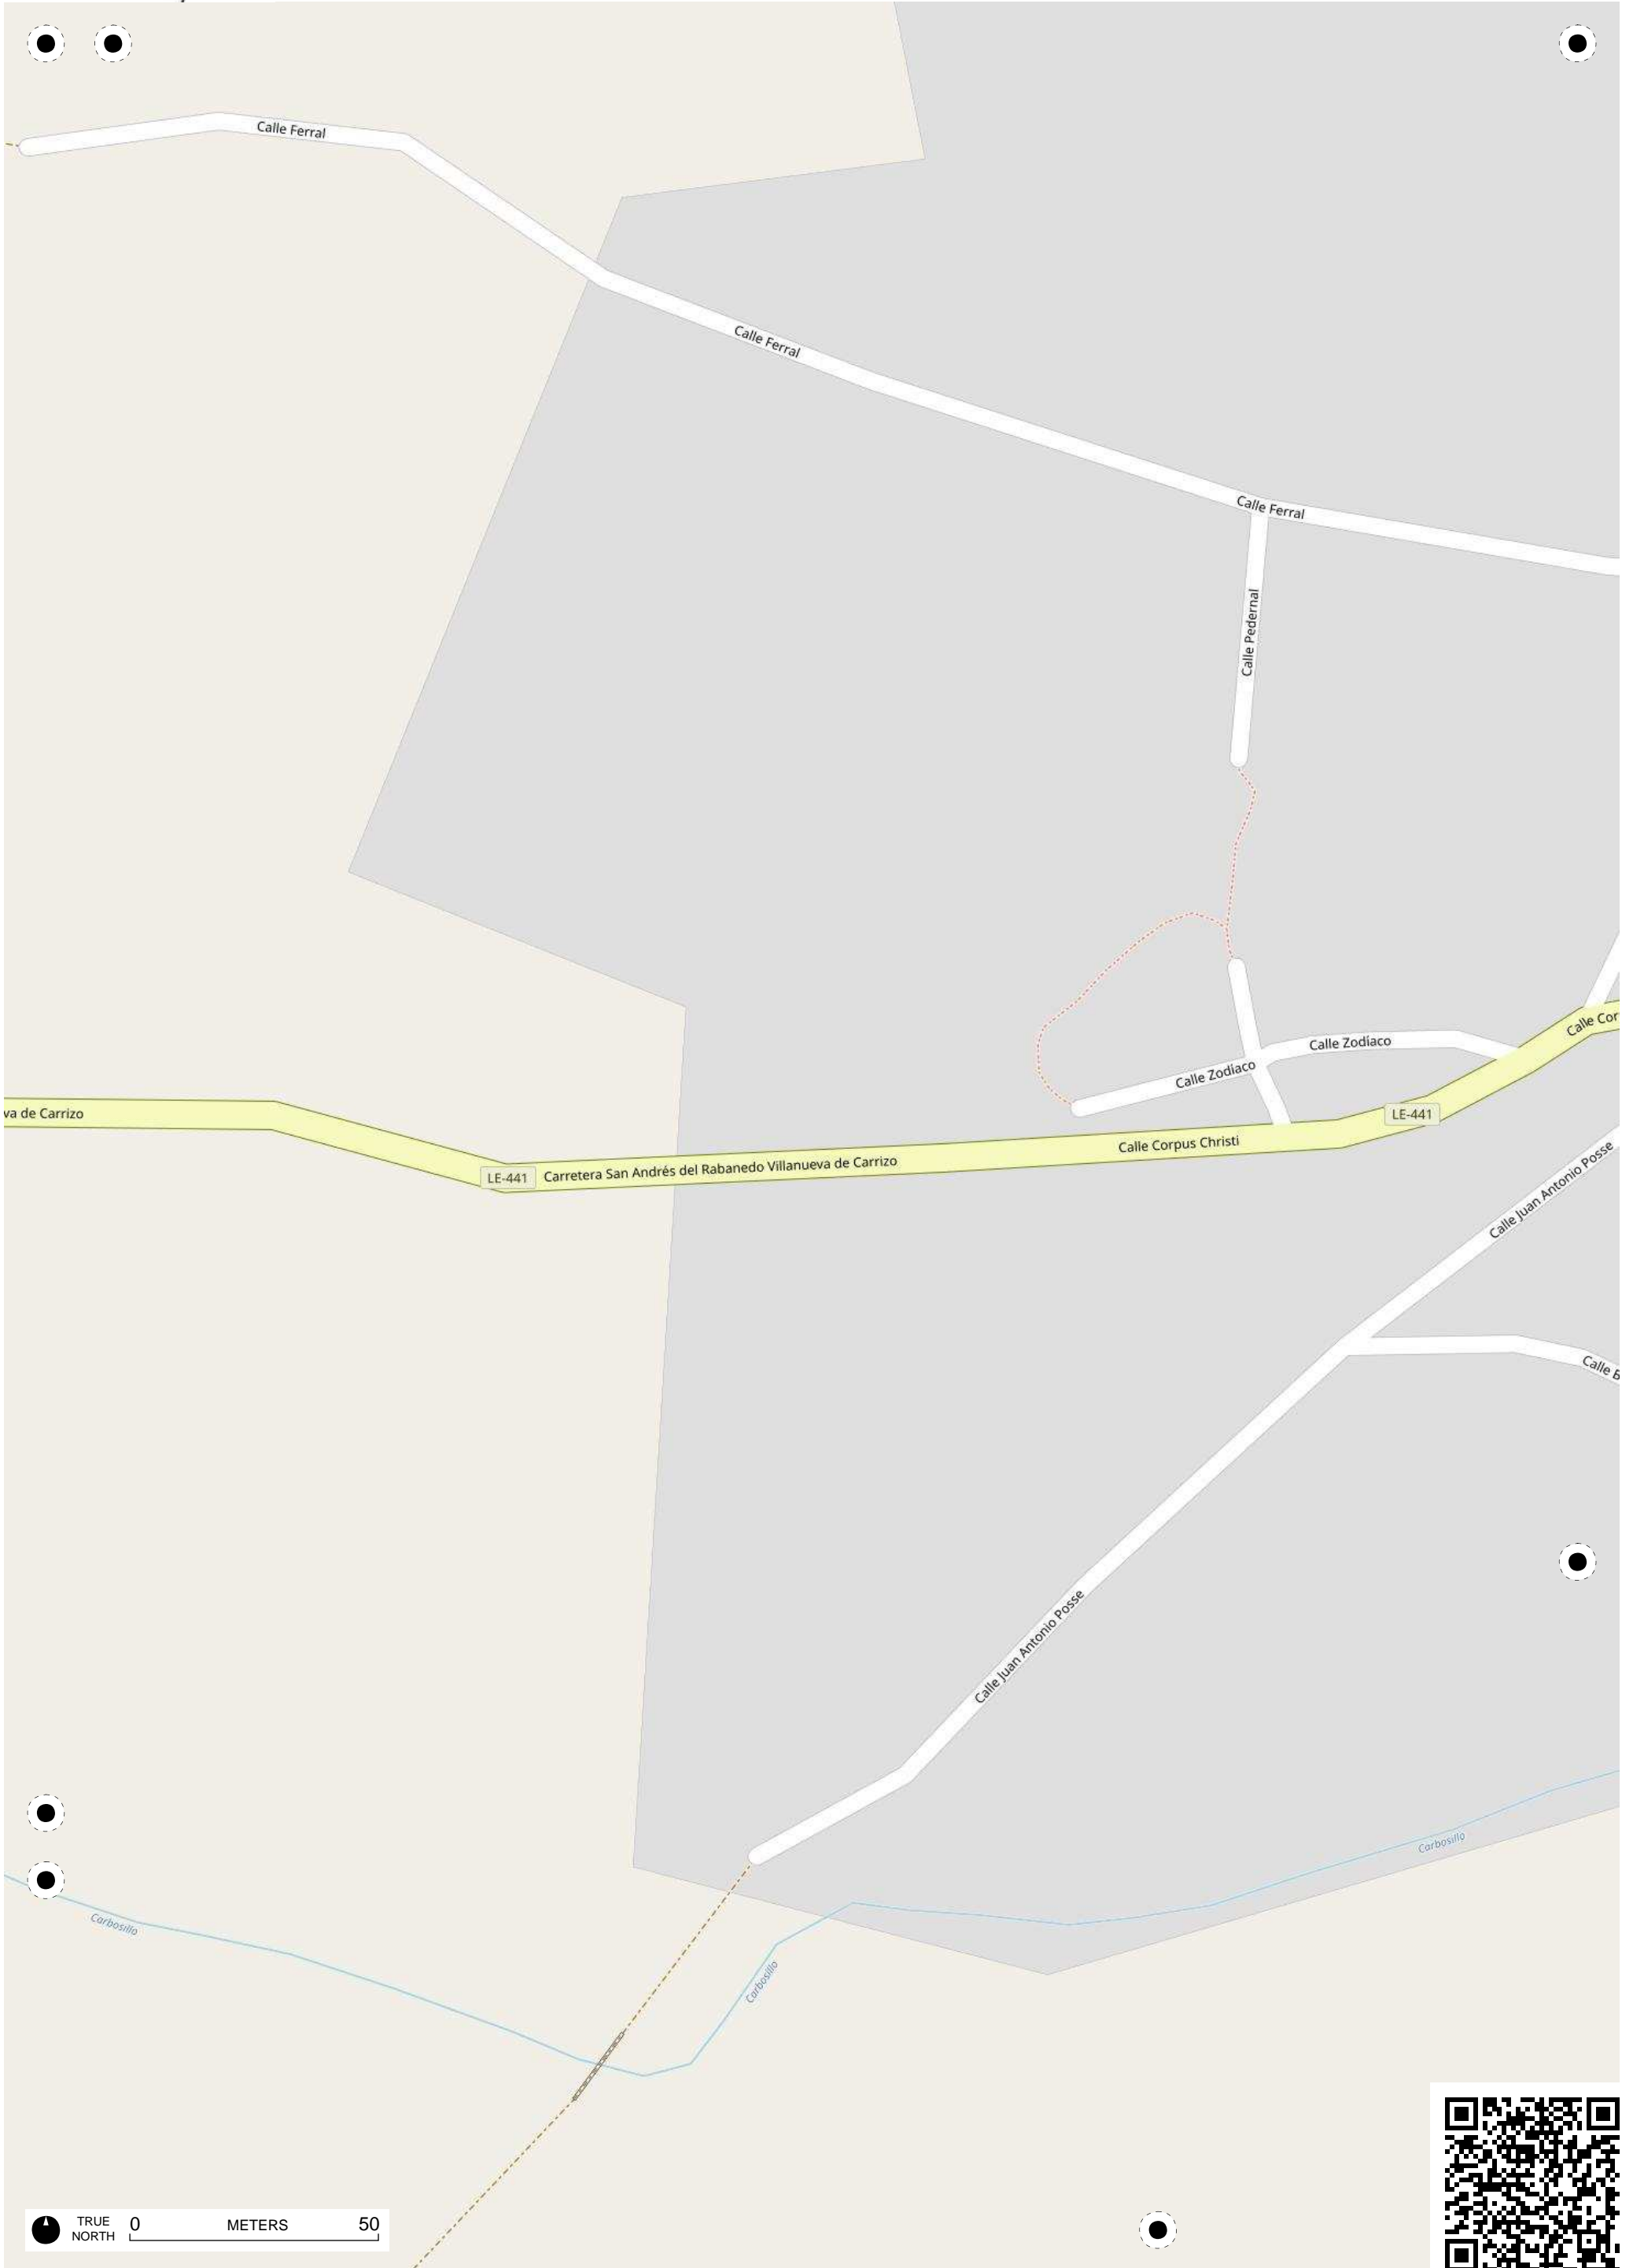 Calle Ferral
Calle Ferral
Calle Ferral
Calle Pedernal
Calle Cor
Calle Zodíaco
Calle Zodíaco
va de Carrizo
LE-441
Calle Corpus Christi
LE-441
Carretera San Andrés del Rabanedo Villanueva de Carrizo
Calle Juan Antonio Posse
Calle B
Calle Juan Antonio Posse
Carbosillo
Carbosillo
Carbosillo
TRUE
NORTH
0 METERS 50